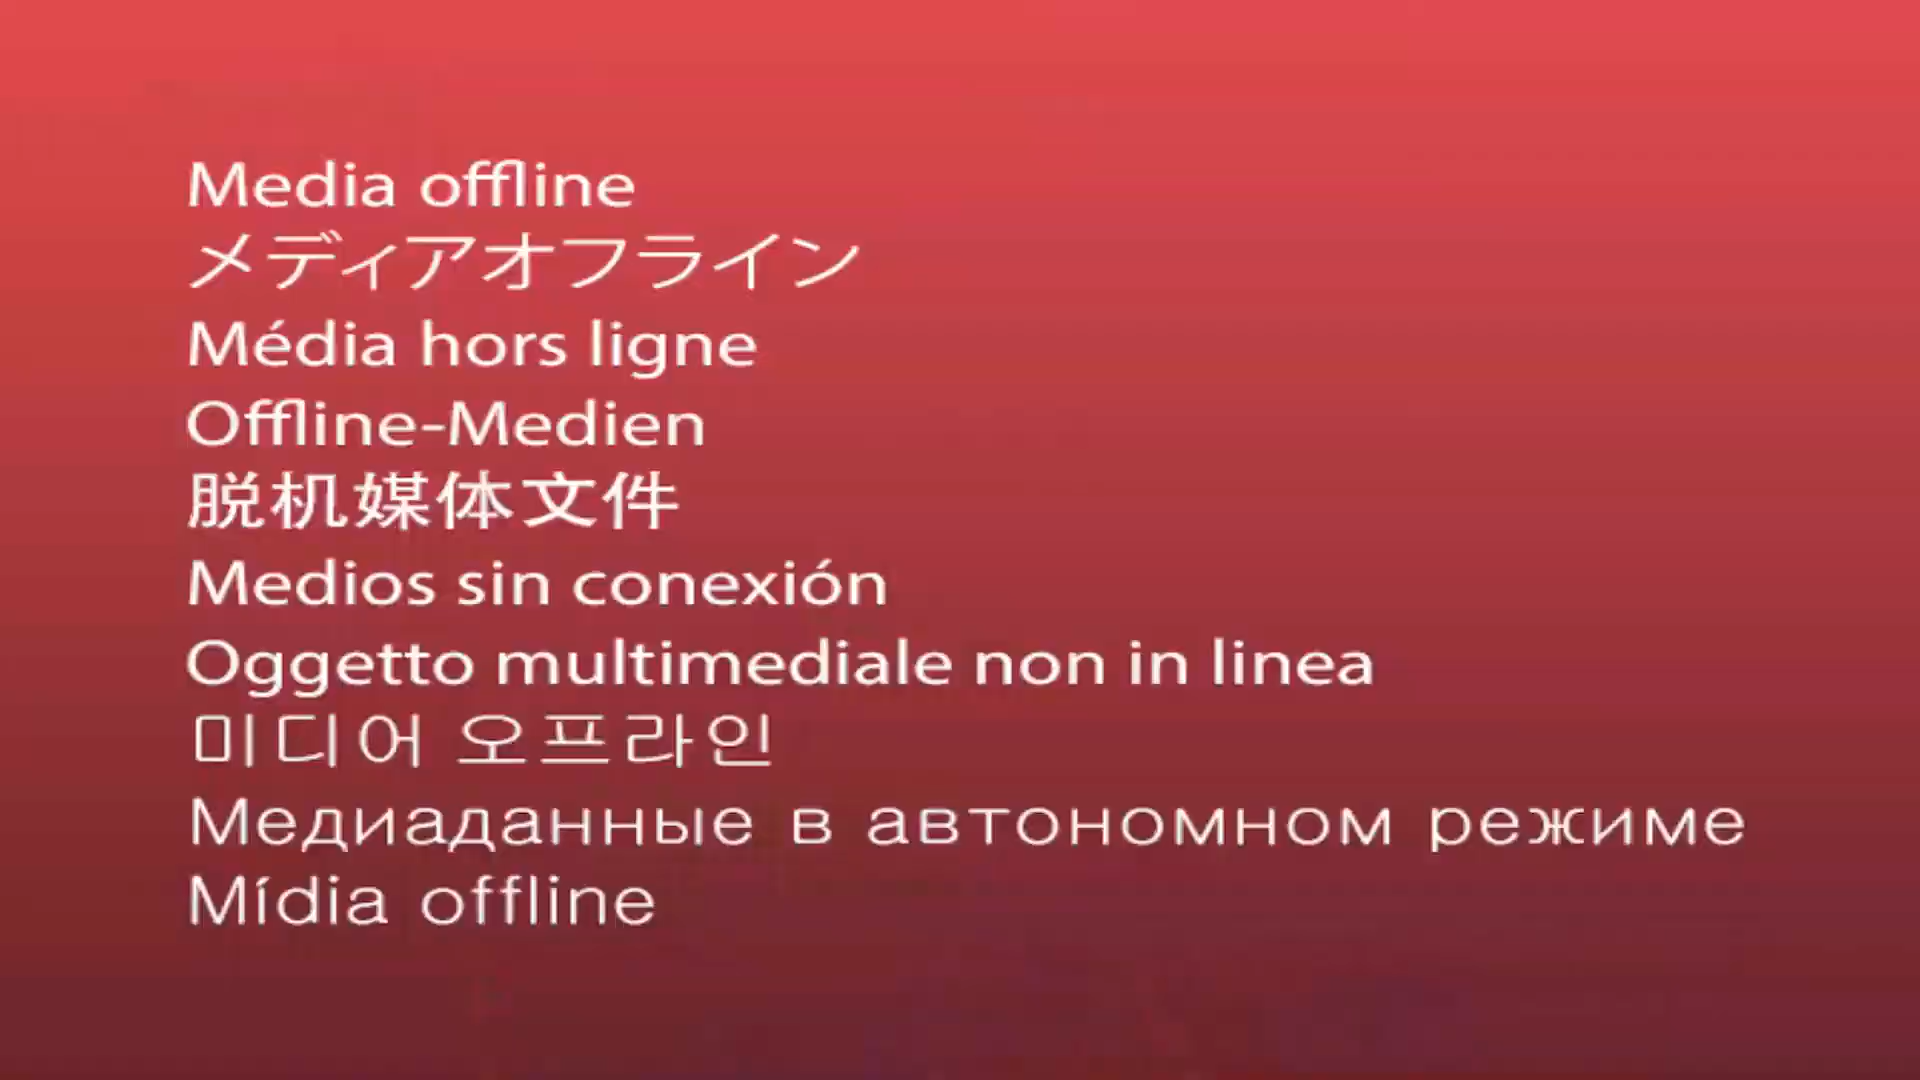 Media offline
メディアオフライン
Média hors ligne
Offline-Medien
脱机媒体文件
Medios sin conexión
Oggetto multimediale non in linea
미디어 오프라인
Медиаданные в автономном режиме
Mídia offline